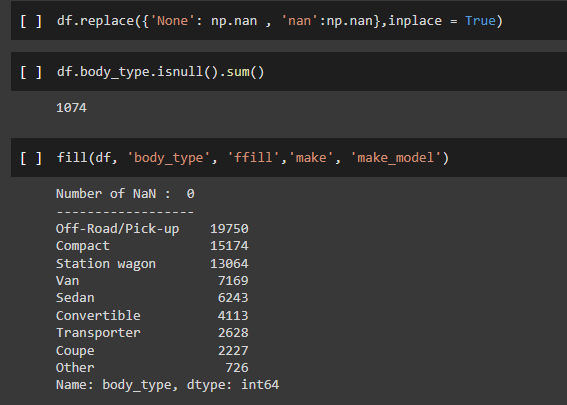 [ ] df.replace({'None': np.nan , 'nan':np.nan},inplace = True)
[ ] df.body_type.isnull().sum()
1074
[ ] fill(df, 'body_type', 'ffill','make', 'make_model')
Number of NaN :  0
------------------
Off-Road/Pick-up    19750
Compact             15174
Station wagon       13064
Van                  7169
Sedan                6243
Convertible          4113
Transporter          2628
Coupe                2227
Other                 726
Name: body_type, dtype: int64